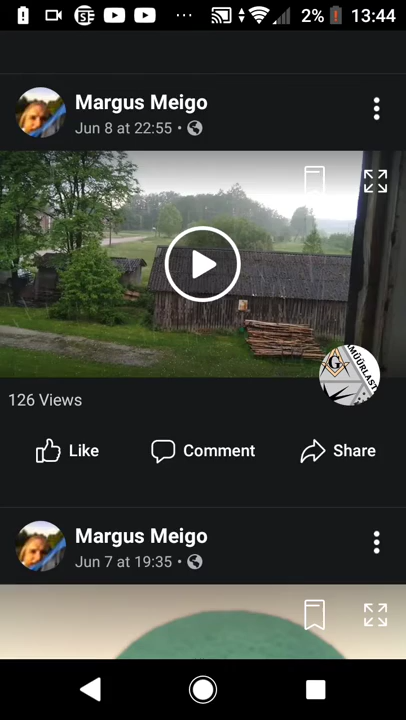 2% 13:44
Margus Meigo
Jun 8 at 22:55 •
G
MÜÜRLAST
126 Views
Like Comment Share
Margus Meigo
Jun 7 at 19:35 •